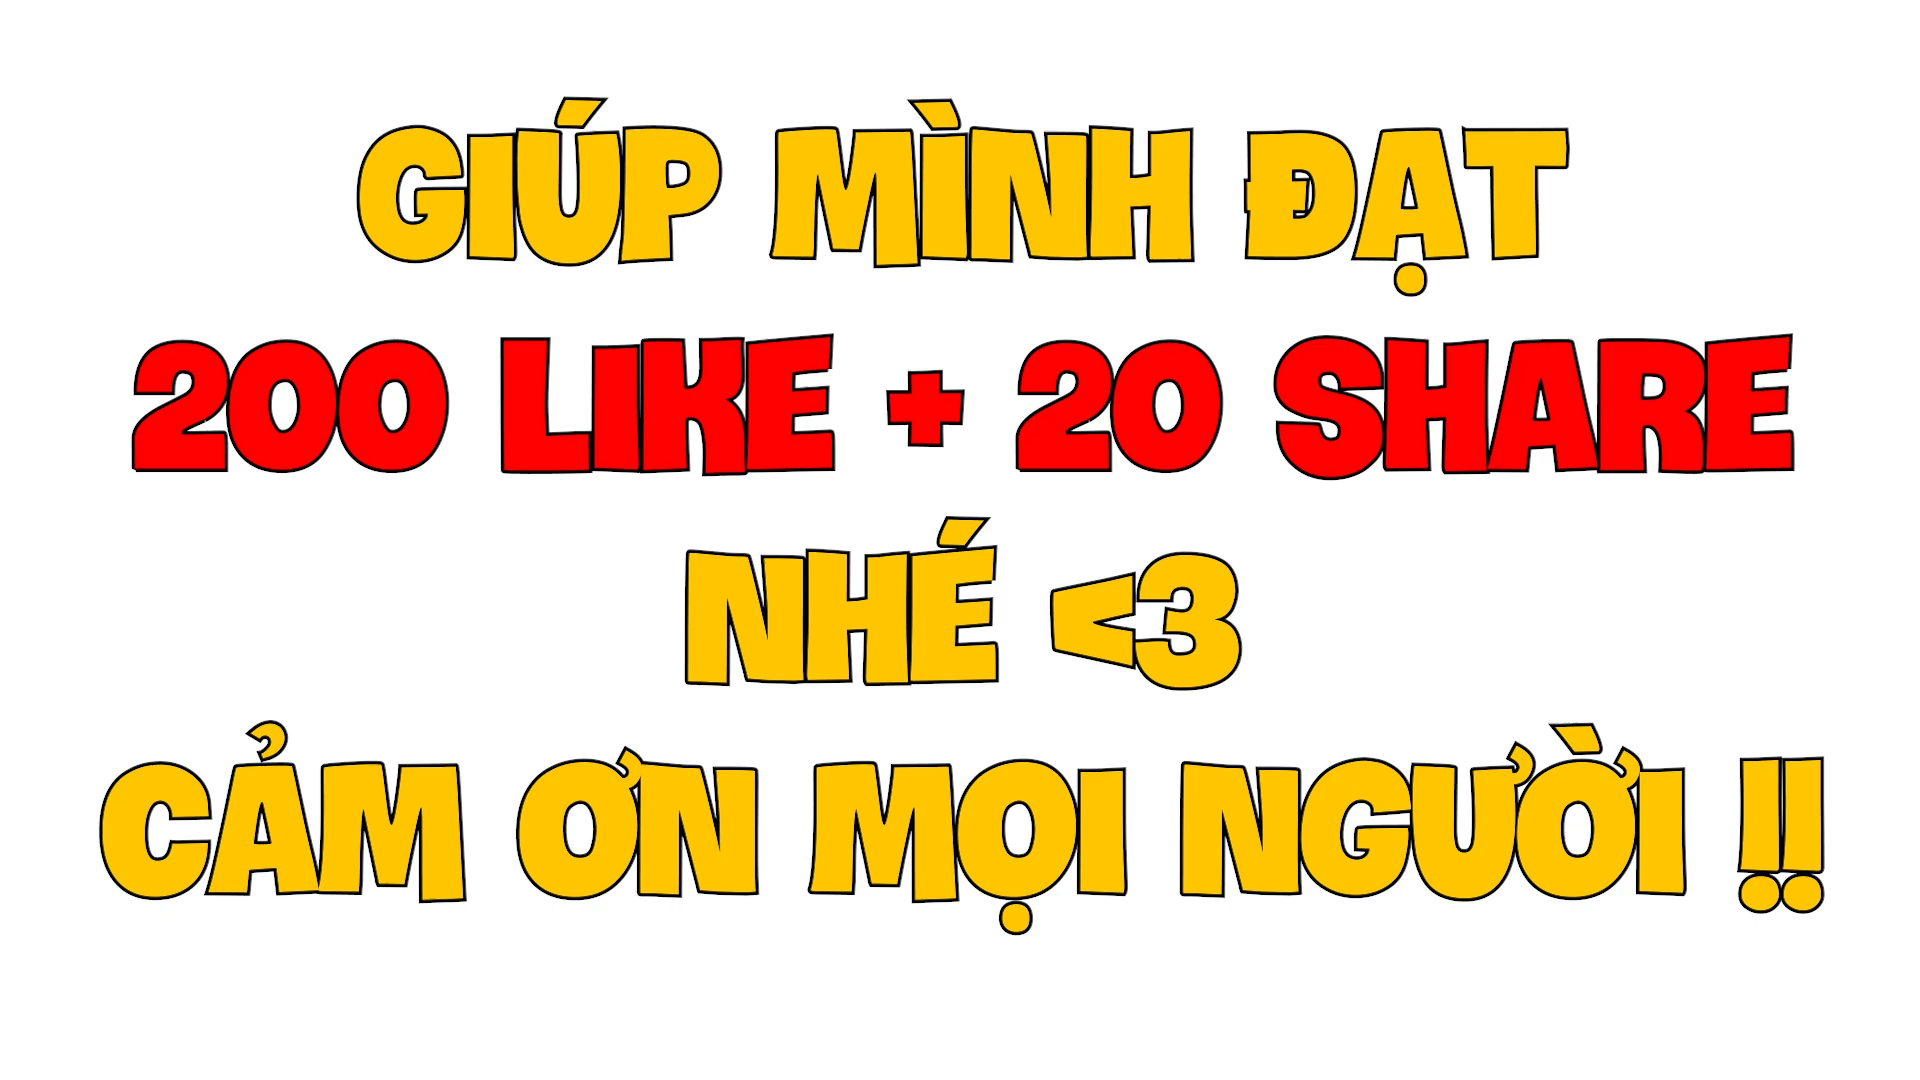 GIÚP MÌNH ĐẠT
200 LIKE + 20 SHARE
NHÉ <3
CẢM ƠN MỌI NGƯỜI !!